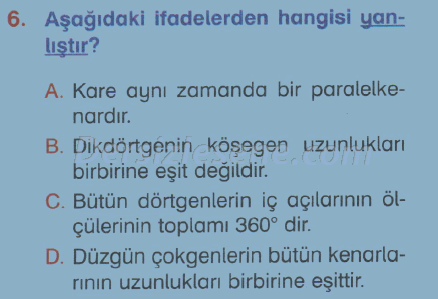 6. Aşağıdaki ifadelerden hangisi yan-
lıştır?
A. Kare aynı zamanda bir paralelke-
nardır.
B. Dikdörtgenin köşegen uzunlukları
birbirine eşit değildir.
C. Bütün dörtgenlerin iç açılarının öl-
çülerinin toplamı 360° dir.
D. Düzgün çokgenlerin bütün kenarla-
rının uzunlukları birbirine eşittir.